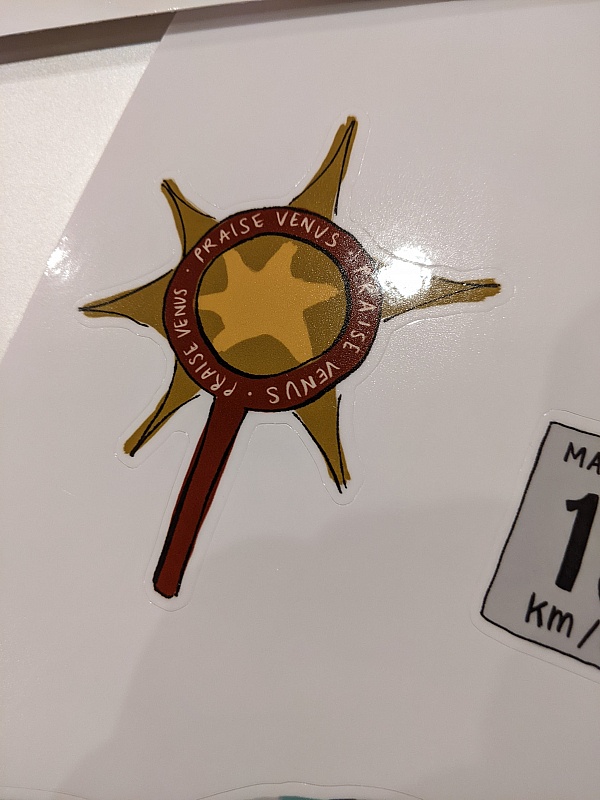 PRAISE VENUS · PRAISE VENUS · PRAISE VENUS ·
MA
1
Km/